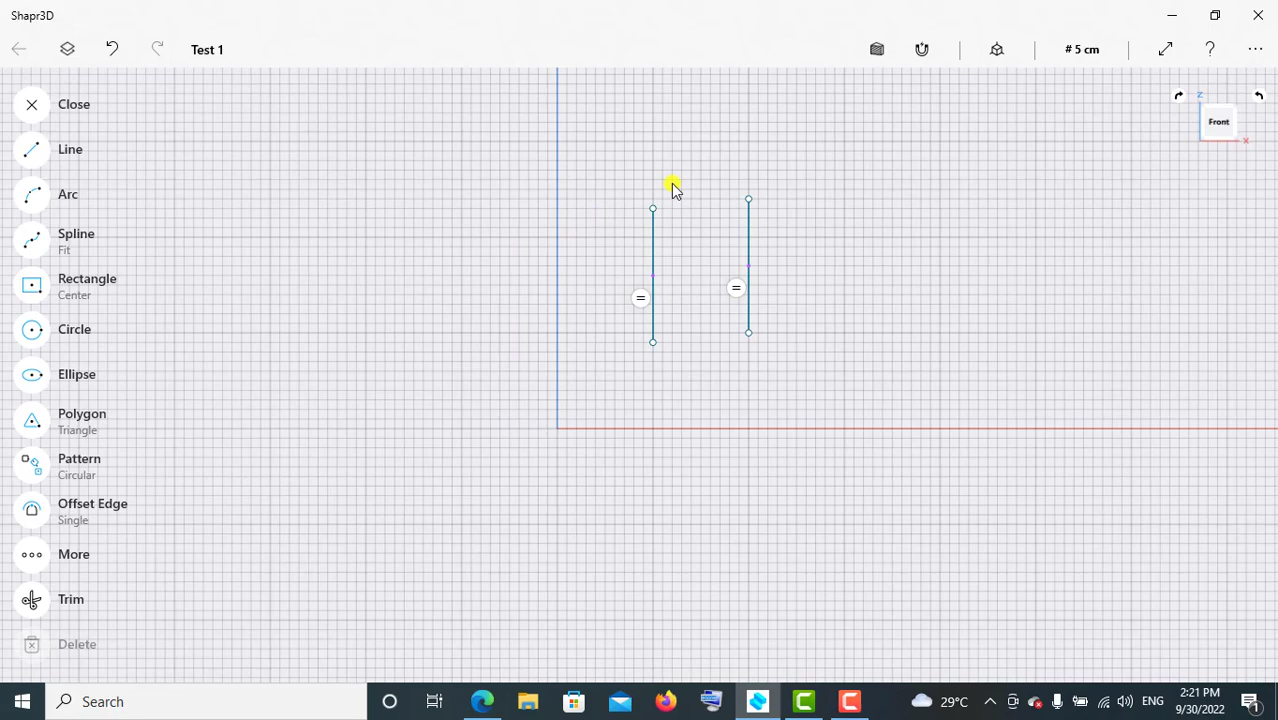 Shapr3D
Test 1
# 5 cm
Close
Line
Arc
Spline
Fit
Rectangle
Center
Circle
Ellipse
Polygon
Triangle
Pattern
Circular
Offset Edge
Single
More
Trim
Delete
Z
Front
X
=
=
Search
29°C
ENG
2:21 PM
9/30/2022
1